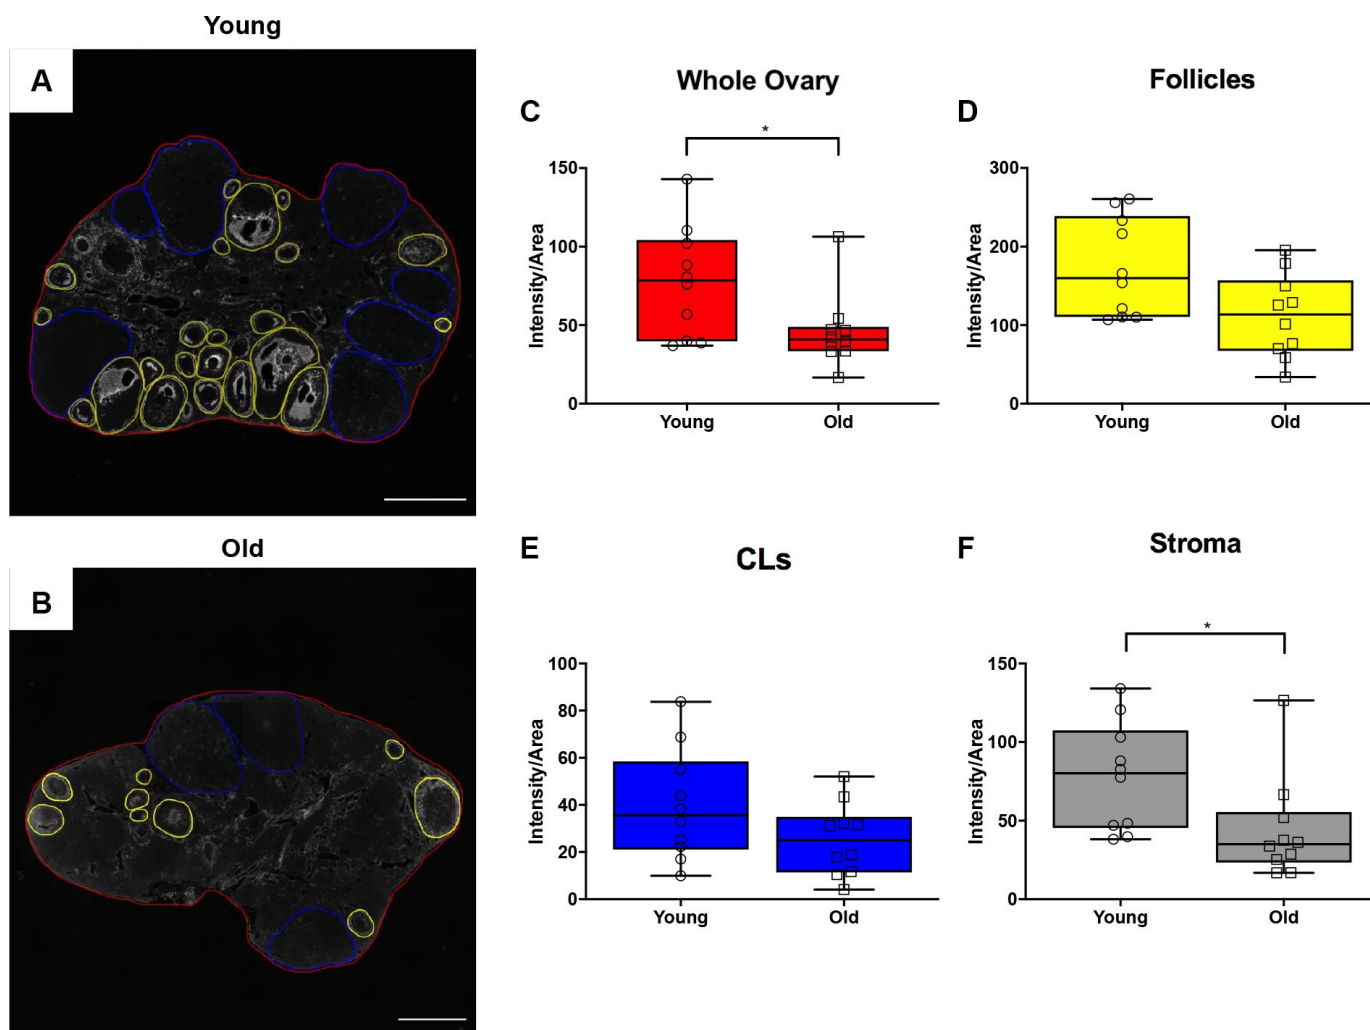 Young
A
Old
B
C
Whole Ovary
*
Intensity/Area
150
100
50
0
Young
Old
D
Follicles
Intensity/Area
300
200
100
0
Young
Old
E
CLs
Intensity/Area
100
80
60
40
20
0
Young
Old
F
Stroma
*
Intensity/Area
150
100
50
0
Young
Old